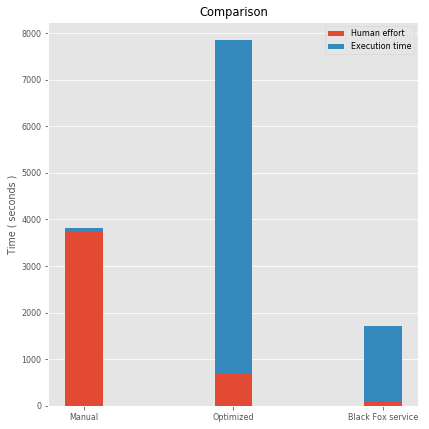 Comparison
Human effort
Execution time
Time ( seconds )
8000
7000
6000
5000
4000
3000
2000
1000
0
Manual
Optimized
Black Fox service